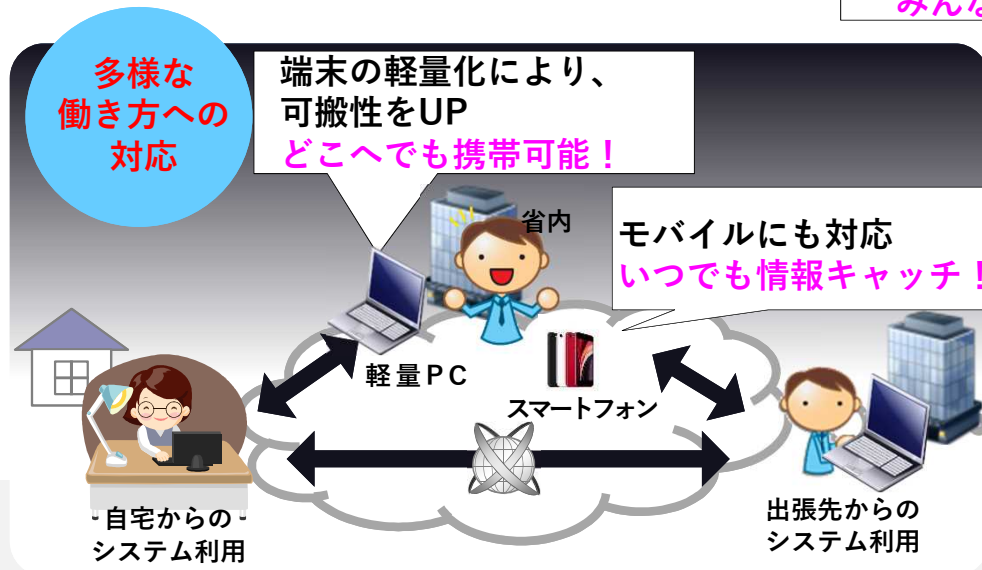 みんな
多様な
働き方への
対応
端末の軽量化により、
可搬性をUP
どこへでも携帯可能！
省内
モバイルにも対応
いつでも情報キャッチ！
軽量PC
スマートフォン
自宅からの
システム利用
出張先からの
システム利用